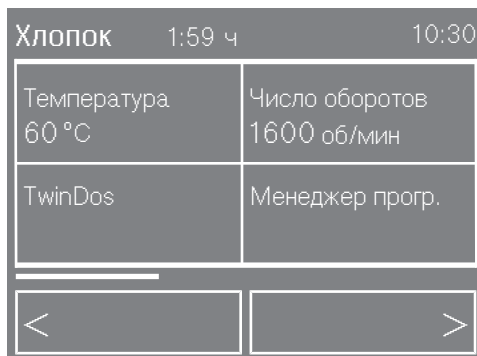 Хлопок 1:59 ч 10:30
Температура
60 °C
Число оборотов
1600 об/мин
TwinDos
Менеджер прогр.
< >